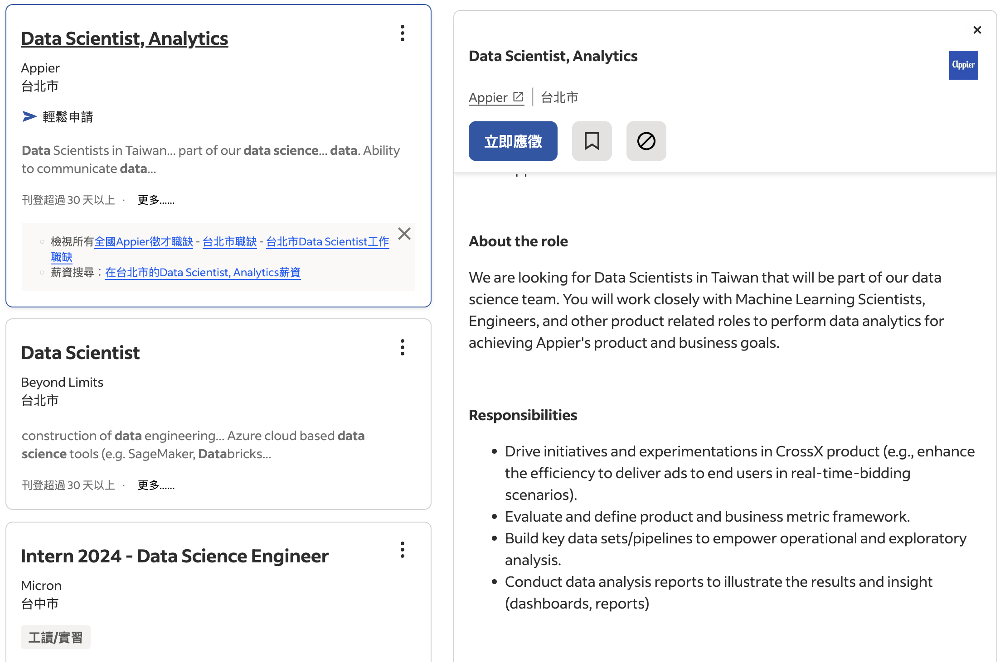 Data Scientist, Analytics
Appier
台北市
輕鬆申請
Data Scientists in Taiwan... part of our data science... data. Ability
to communicate data...
刊登超過 30 天以上 · 更多......
檢視所有全國Appier徵才職缺 - 台北市職缺 - 台北市Data Scientist工作
職缺
薪資搜尋：在台北市的Data Scientist, Analytics薪資
Data Scientist
Beyond Limits
台北市
construction of data engineering... Azure cloud based data
science tools (e.g. SageMaker, Databricks...
刊登超過 30 天以上 · 更多......
Intern 2024 - Data Science Engineer
Micron
台中市
工讀/實習
Data Scientist, Analytics
Appier
Appier
台北市
立即應徵
About the role
We are looking for Data Scientists in Taiwan that will be part of our data
science team. You will work closely with Machine Learning Scientists,
Engineers, and other product related roles to perform data analytics for
achieving Appier's product and business goals.
Responsibilities
• Drive initiatives and experimentations in CrossX product (e.g., enhance
the efficiency to deliver ads to end users in real-time-bidding
scenarios).
• Evaluate and define product and business metric framework.
• Build key data sets/pipelines to empower operational and exploratory
analysis.
• Conduct data analysis reports to illustrate the results and insight
(dashboards, reports)